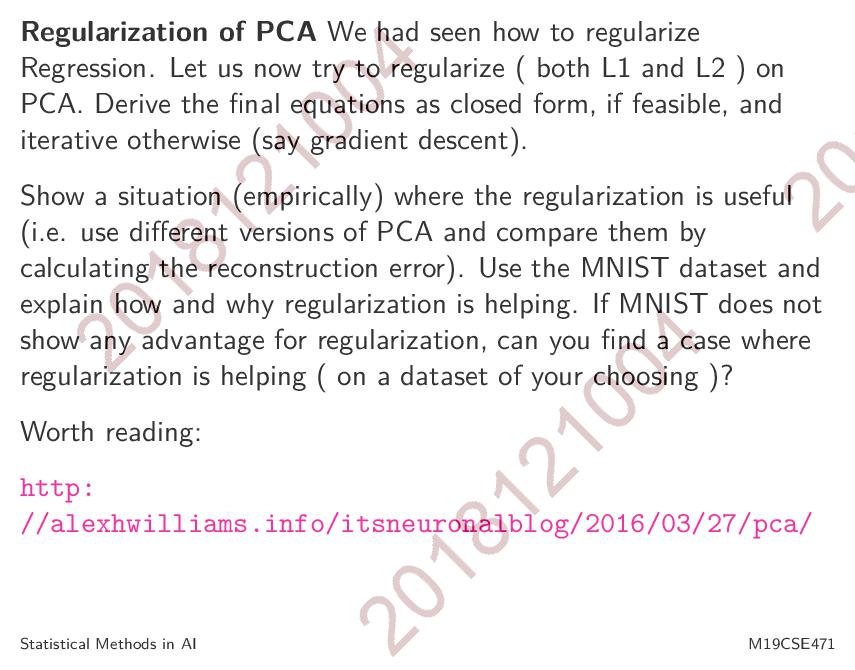 Regularization of PCA We had seen how to regularize
Regression. Let us now try to regularize ( both L1 and L2 ) on
PCA. Derive the final equations as closed form, if feasible, and
iterative otherwise (say gradient descent).
Show a situation (empirically) where the regularization is useful
(i.e. use different versions of PCA and compare them by
calculating the reconstruction error). Use the MNIST dataset and
explain how and why regularization is helping. If MNIST does not
show any advantage for regularization, can you find a case where
regularization is helping ( on a dataset of your choosing )?
Worth reading:
http:
//alexhwilliams.info/itsneuronalblog/2016/03/27/pca/
Statistical Methods in AI
M19CSE471
2018121004
2018121004
20